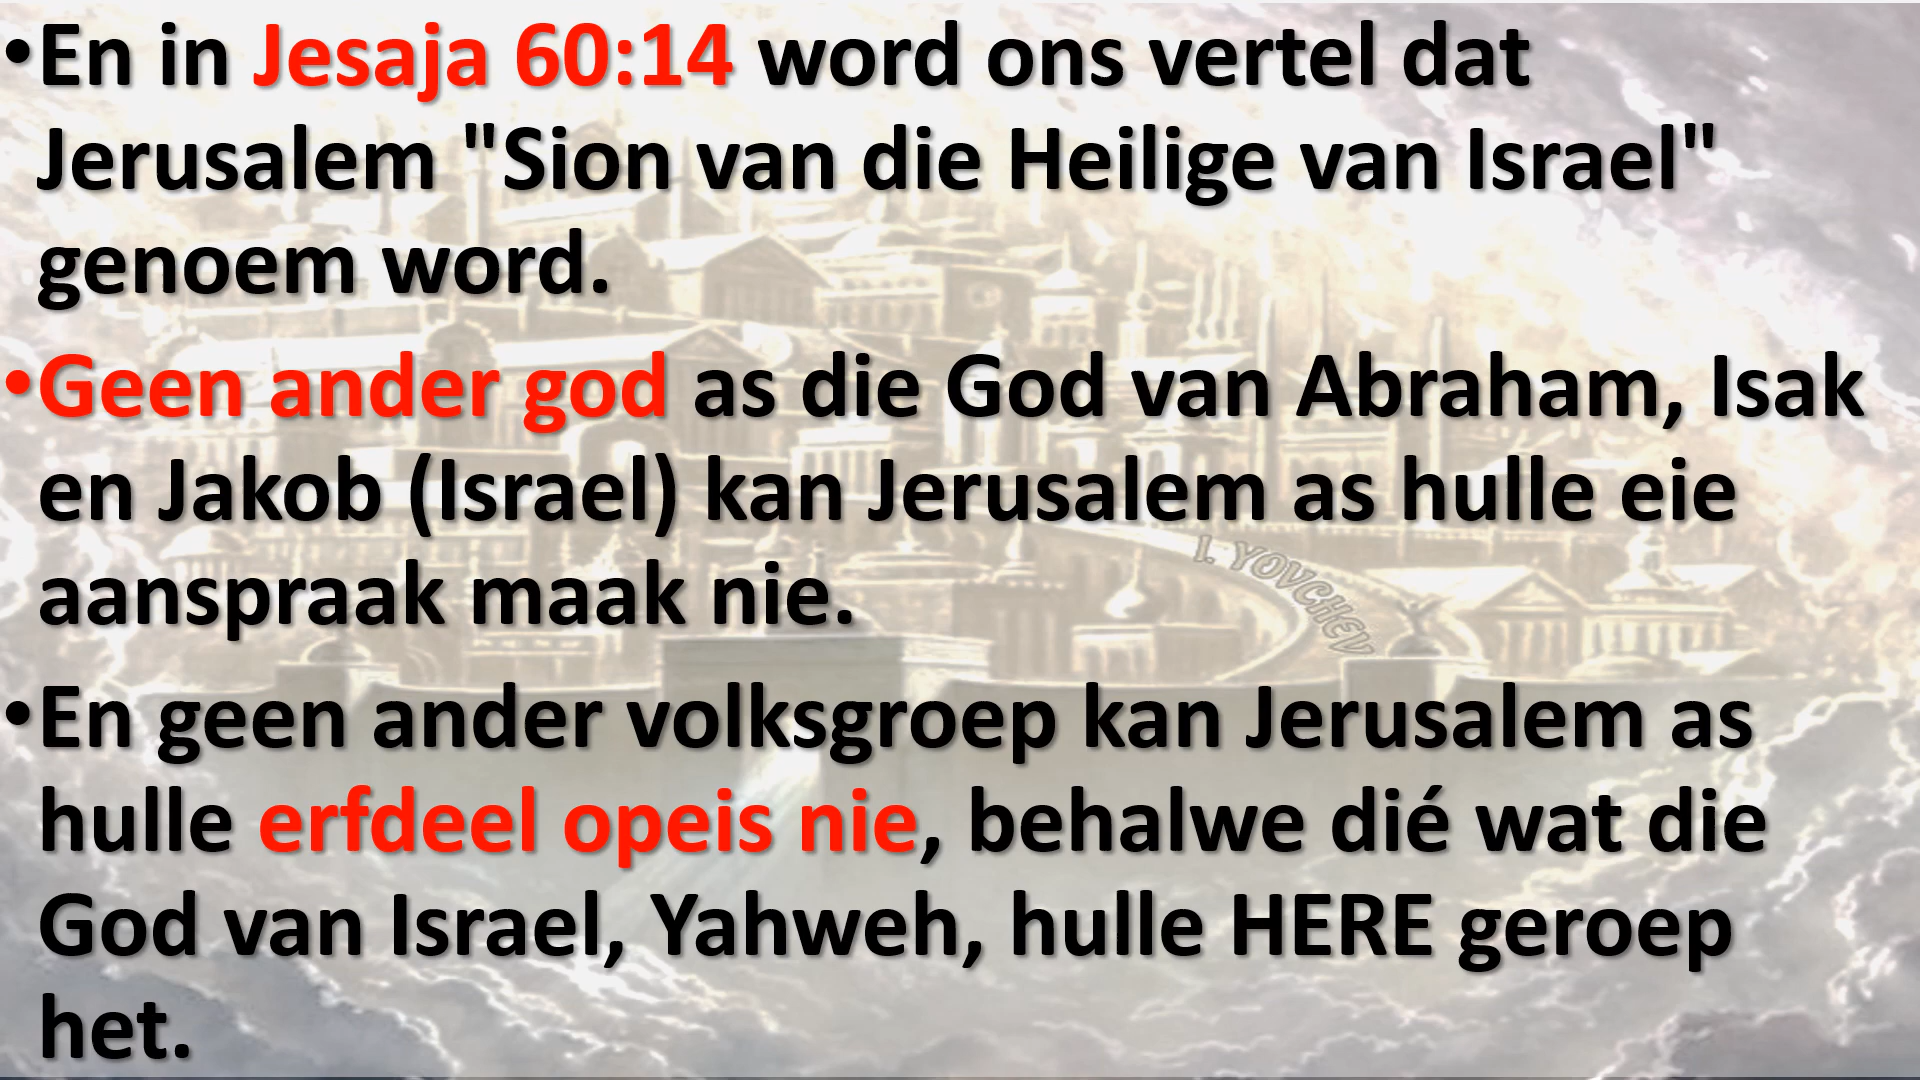 •En in Jesaja 60:14 word ons vertel dat
Jerusalem "Sion van die Heilige van Israel"
genoem word.
•Geen ander god as die God van Abraham, Isak
en Jakob (Israel) kan Jerusalem as hulle eie
aanspraak maak nie.
I. YOVCHEV
•En geen ander volksgroep kan Jerusalem as
hulle erfdeel opeis nie, behalwe dié wat die
God van Israel, Yahweh, hulle HERE geroep
het.